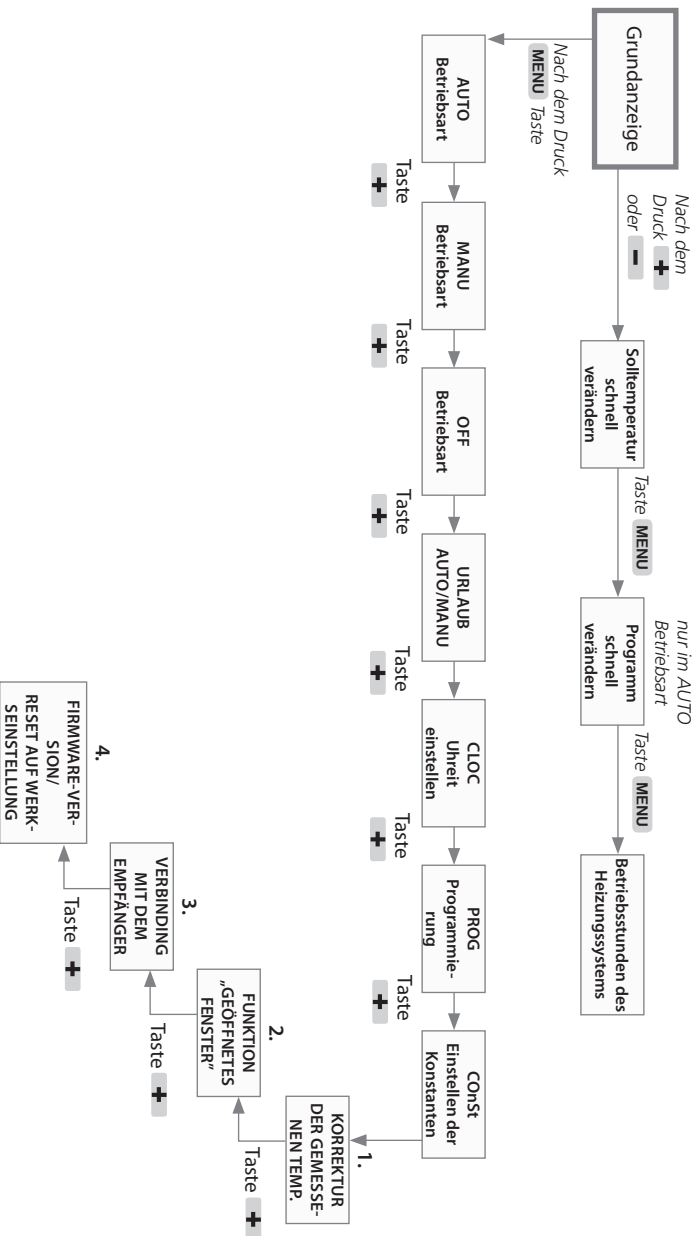 Grundanzeige
Nach dem
Druck +
oder –
Solltemperatur
schnell
verändern
Taste MENU
nur im AUTO
Betriebsart
Programm
schnell
verändern
Taste MENU
Betriebsstunden des
Heizungssystems
Nach dem Druck
MENU Taste
AUTO
Betriebsart
Taste
+
MANU
Betriebsart
Taste
+
OFF
Betriebsart
Taste
+
URLAUB
AUTO/MANU
Taste
+
CLOC
Uhreit
einstellen
Taste
+
PROG
Programmie-
rung
Taste
+
COnSt
Einstellen der
Konstanten
1.
KORREKTUR
DER GEMESSE-
NEN TEMP.
Taste +
2.
FUNKTION
„GEÖFFNETES
FENSTER”
Taste +
3.
VERBINDING
MIT DEM
EMPFÄNGER
Taste +
4.
FIRMWARE-VER-
SION/
RESET AUF WERK-
SEINSTELLUNG